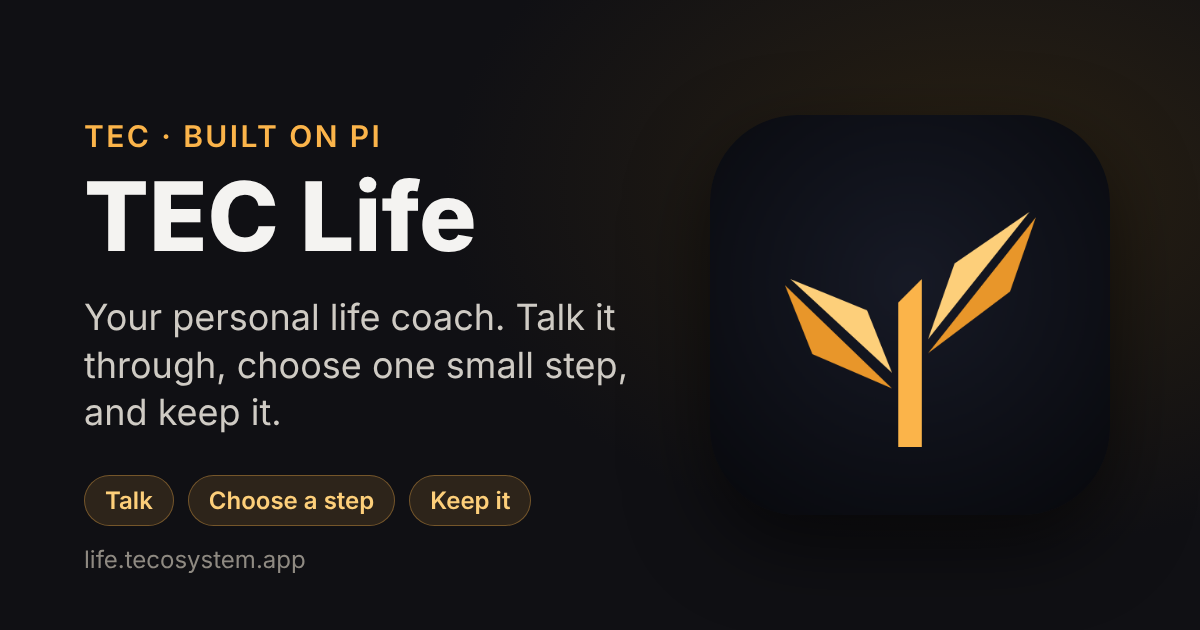 TEC · BUILT ON PI
TEC Life
Your personal life coach. Talk it
through, choose one small step,
and keep it.
Talk
Choose a step
Keep it
life.tecosystem.app